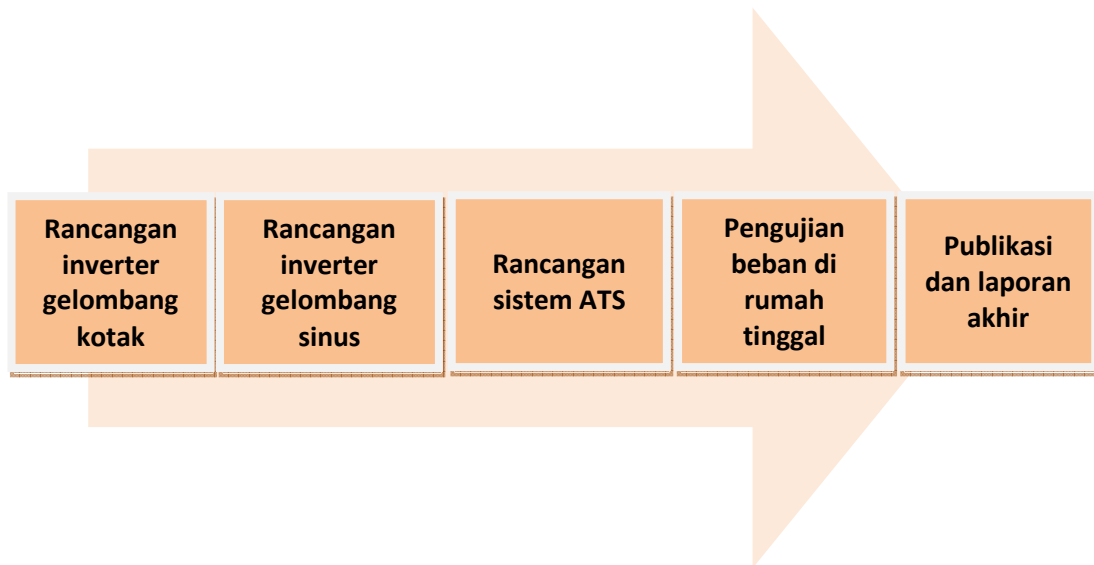 Rancangan
inverter
gelombang
kotak
Rancangan
inverter
gelombang
sinus
Rancangan
sistem ATS
Pengujian
beban di
rumah
tinggal
Publikasi
dan laporan
akhir